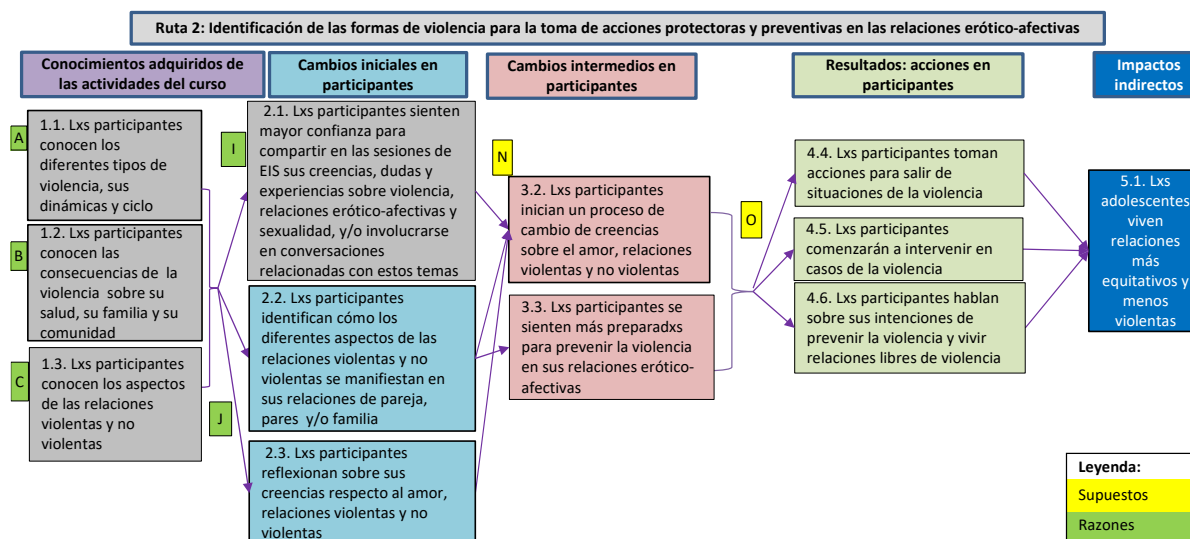 Ruta 2: Identificación de las formas de violencia para la toma de acciones protectoras y preventivas en las relaciones erótico-afectivas
Conocimientos adquiridos de
las actividades del curso
Cambios iniciales en
participantes
Cambios intermedios en
participantes
Resultados: acciones en
participantes
Impactos
indirectos
A
1.1. Lxs participantes
conocen los
diferentes tipos de
violencia, sus
dinámicas y ciclo
B
1.2. Lxs participantes
conocen las
consecuencias de la
violencia sobre su
salud, su familia y su
comunidad
C
1.3. Lxs participantes
conocen los aspectos
de las relaciones
violentas y no
violentas
I
J
2.1. Lxs participantes sienten
mayor confianza para
compartir en las sesiones de
EIS sus creencias, dudas y
experiencias sobre violencia,
relaciones erótico-afectivas y
sexualidad, y/o involucrarse
en conversaciones
relacionadas con estos temas
2.2. Lxs participantes
identifican cómo los
diferentes aspectos de las
relaciones violentas y no
violentas se manifiestan en
sus relaciones de pareja,
pares y/o familia
2.3. Lxs participantes
reflexionan sobre sus
creencias respecto al amor,
relaciones violentas y no
violentas
N
3.2. Lxs participantes
inician un proceso de
cambio de creencias
sobre el amor, relaciones
violentas y no violentas
3.3. Lxs participantes se
sienten más preparadxs
para prevenir la violencia
en sus relaciones erótico-
afectivas
O
4.4. Lxs participantes toman
acciones para salir de
situaciones de la violencia
4.5. Lxs participantes
comenzarán a intervenir en
casos de la violencia
4.6. Lxs participantes hablan
sobre sus intenciones de
prevenir la violencia y vivir
relaciones libres de violencia
5.1. Lxs
adolescentes
viven
relaciones
más
equitativos y
menos
violentas
Leyenda:
Supuestos
Razones